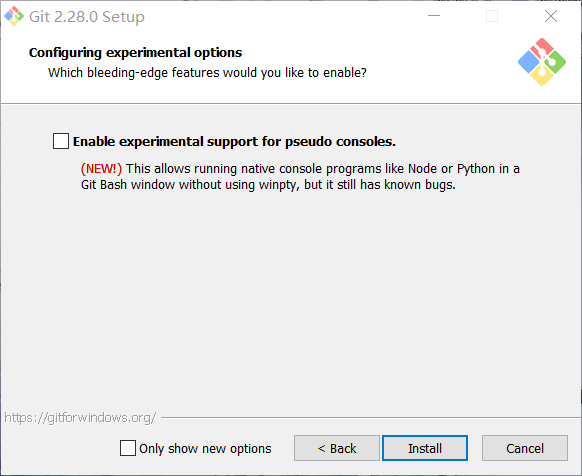 Git 2.28.0 Setup
Configuring experimental options
Which bleeding-edge features would you like to enable?
Enable experimental support for pseudo consoles.
(NEW!) This allows running native console programs like Node or Python in a
Git Bash window without using winpty, but it still has known bugs.
https://gitforwindows.org/
Only show new options
< Back
Install
Cancel